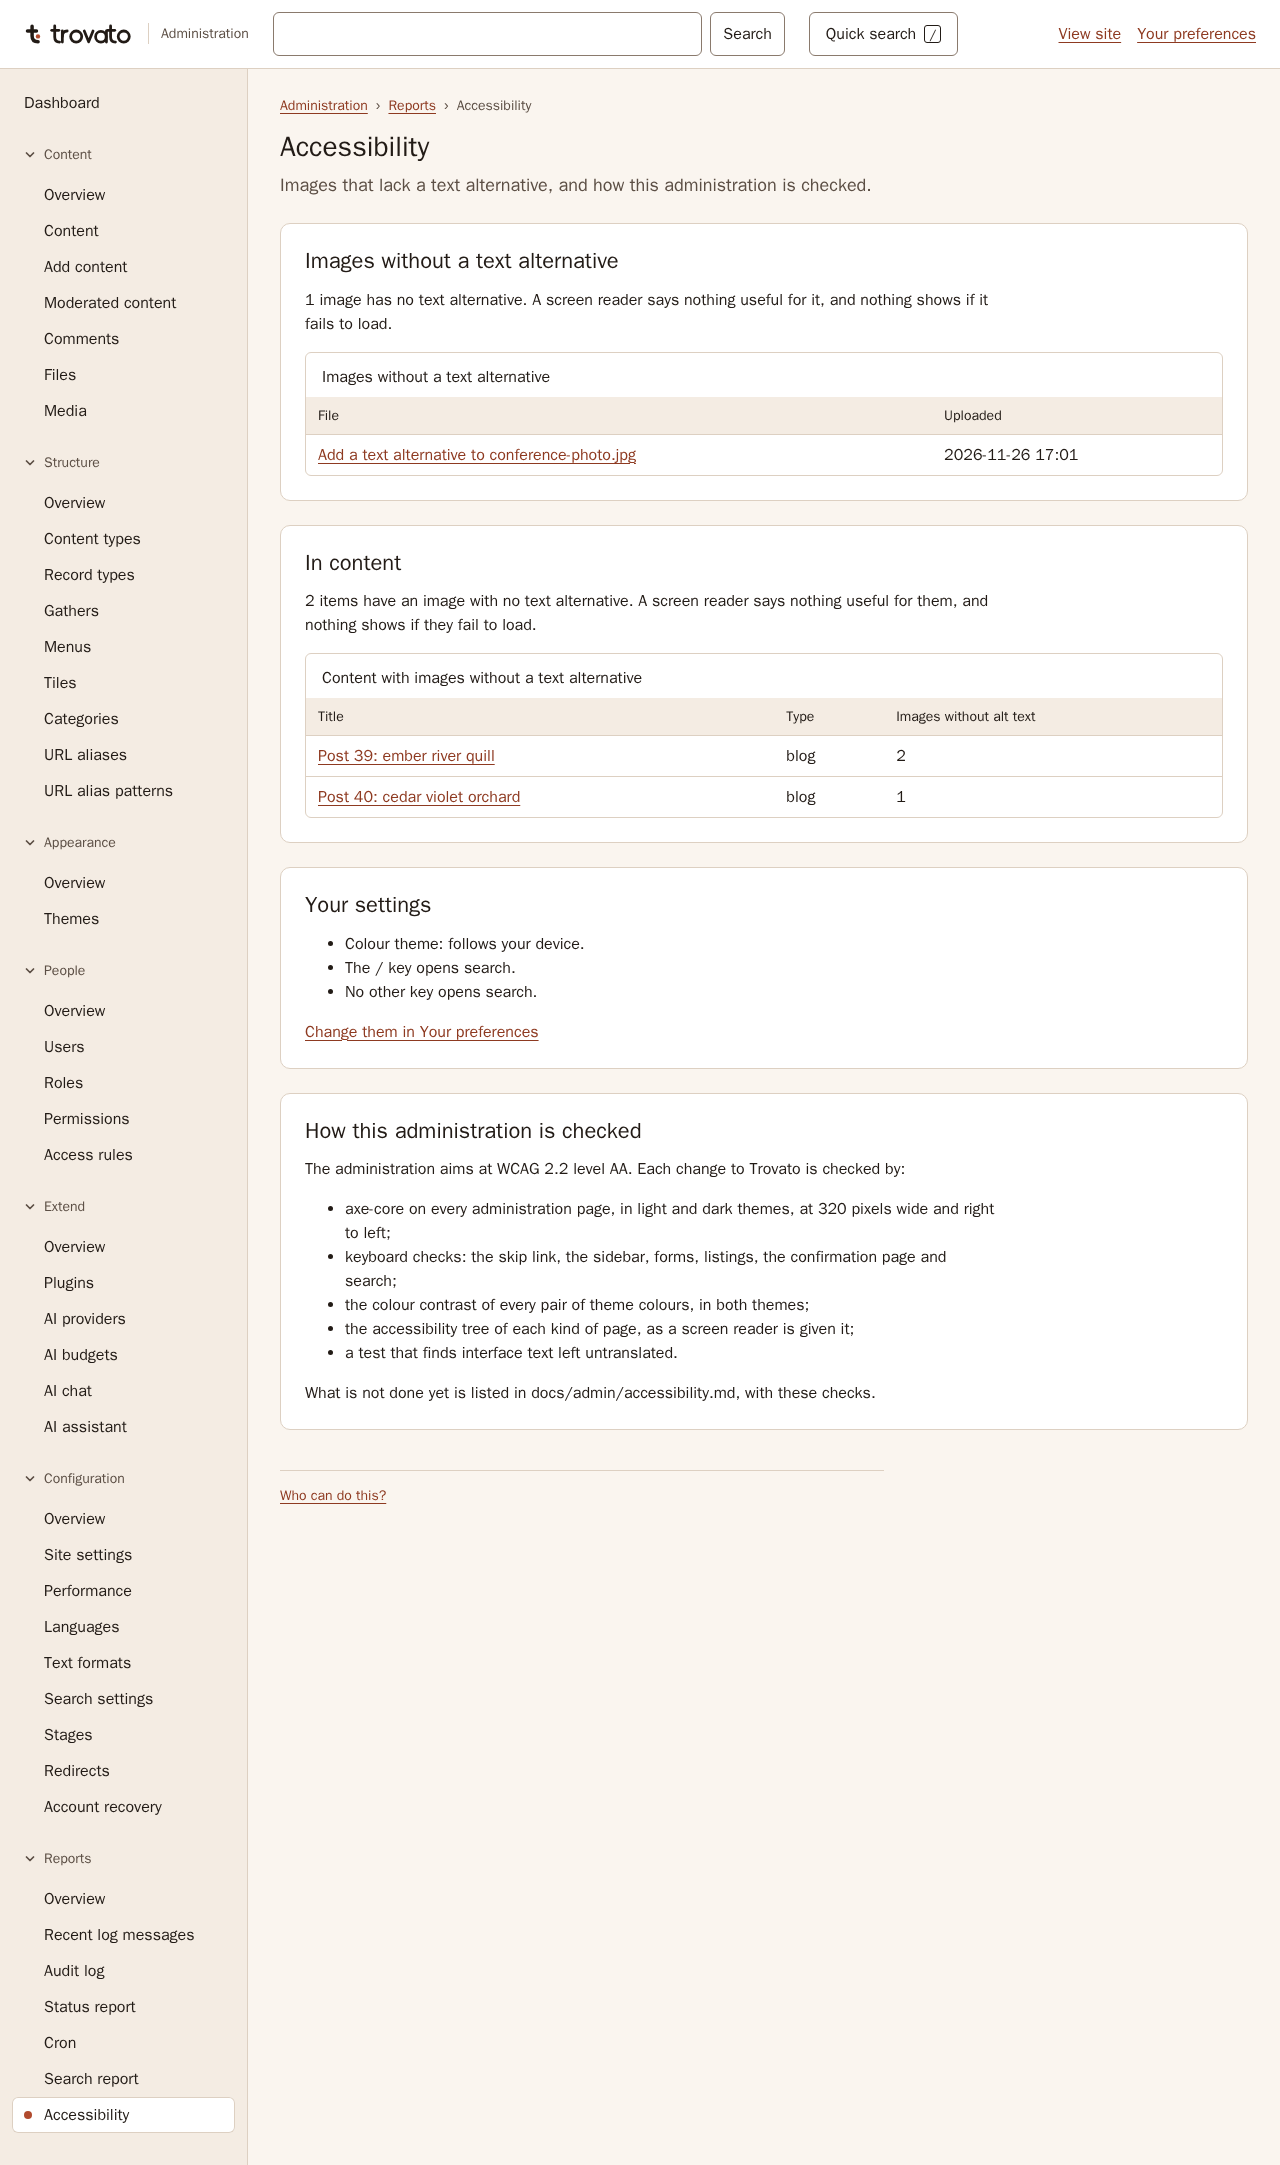 trovato
Administration
Search
Quick search /
View site
Your preferences
Dashboard
Content
Overview
Content
Add content
Moderated content
Comments
Files
Media
Structure
Overview
Content types
Record types
Gathers
Menus
Tiles
Categories
URL aliases
URL alias patterns
Appearance
Overview
Themes
People
Overview
Users
Roles
Permissions
Access rules
Extend
Overview
Plugins
AI providers
AI budgets
AI chat
AI assistant
Configuration
Overview
Site settings
Performance
Languages
Text formats
Search settings
Stages
Redirects
Account recovery
Reports
Overview
Recent log messages
Audit log
Status report
Cron
Search report
Accessibility
Administration › Reports › Accessibility
Accessibility
Images that lack a text alternative, and how this administration is checked.
Images without a text alternative
1 image has no text alternative. A screen reader says nothing useful for it, and nothing shows if it
fails to load.
Images without a text alternative
File Uploaded
Add a text alternative to conference-photo.jpg 2026-11-26 17:01
In content
2 items have an image with no text alternative. A screen reader says nothing useful for them, and
nothing shows if they fail to load.
Content with images without a text alternative
Title Type Images without alt text
Post 39: ember river quill blog 2
Post 40: cedar violet orchard blog 1
Your settings
• Colour theme: follows your device.
• The / key opens search.
• No other key opens search.
Change them in Your preferences
How this administration is checked
The administration aims at WCAG 2.2 level AA. Each change to Trovato is checked by:
• axe-core on every administration page, in light and dark themes, at 320 pixels wide and right
to left;
• keyboard checks: the skip link, the sidebar, forms, listings, the confirmation page and
search;
• the colour contrast of every pair of theme colours, in both themes;
• the accessibility tree of each kind of page, as a screen reader is given it;
• a test that finds interface text left untranslated.
What is not done yet is listed in docs/admin/accessibility.md, with these checks.
Who can do this?